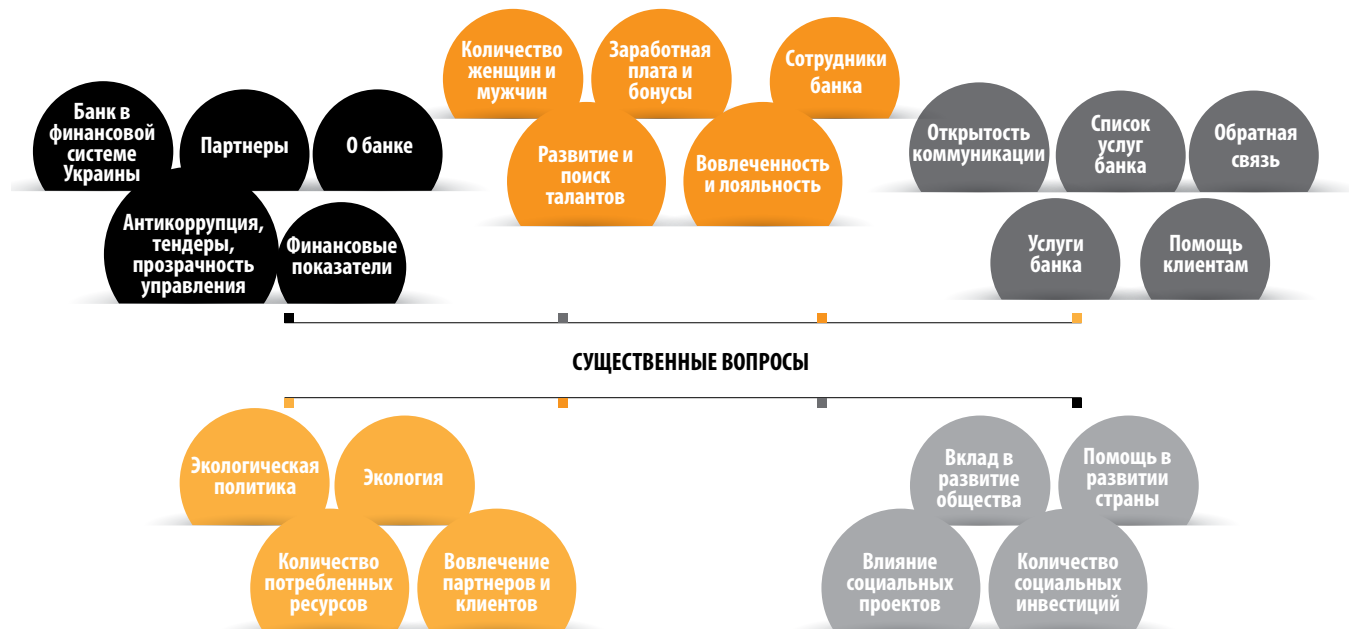 Банк в
финансовой
системе
Украины
Партнеры
О банке
Антикоррупция,
тендеры,
прозрачность
управления
Финансовые
показатели
Количество
женщин и
мужчин
Заработная
плата и
бонусы
Сотрудники
банка
Развитие и
поиск
талантов
Вовлеченность
и лояльность
Открытость
коммуникации
Список
услуг
банка
Обратная
связь
Услуги
банка
Помощь
клиентам
СУЩЕСТВЕННЫЕ ВОПРОСЫ
Экологическая
политика
Экология
Количество
потребленных
ресурсов
Вовлечение
партнеров и
клиентов
Вклад в
развитие
общества
Помощь в
развитии
страны
Влияние
социальных
проектов
Количество
социальных
инвестиций